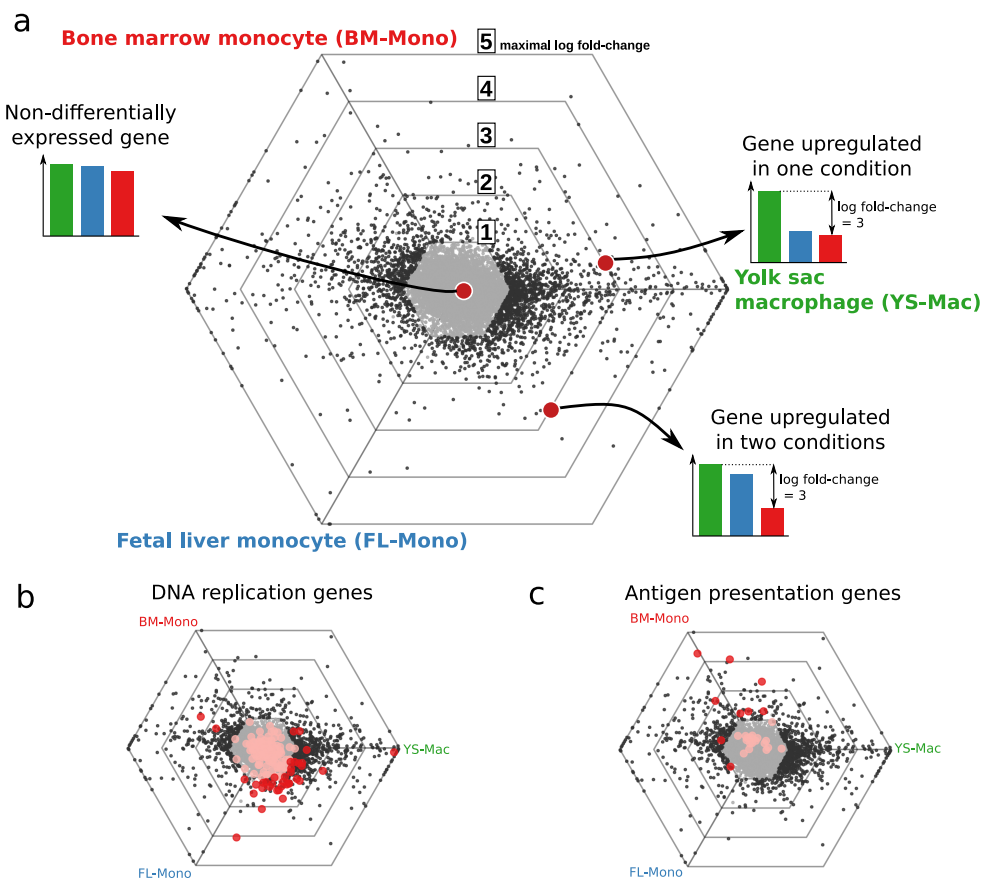 a
Bone marrow monocyte (BM-Mono)
5 maximal log fold-change
4
3
2
1
Non-differentially
expressed gene
Gene upregulated
in one condition
log fold-change
= 3
Yolk sac
macrophage (YS-Mac)
Gene upregulated
in two conditions
log fold-change
= 3
Fetal liver monocyte (FL-Mono)
b
DNA replication genes
BM-Mono
YS-Mac
FL-Mono
c
Antigen presentation genes
BM-Mono
YS-Mac
FL-Mono